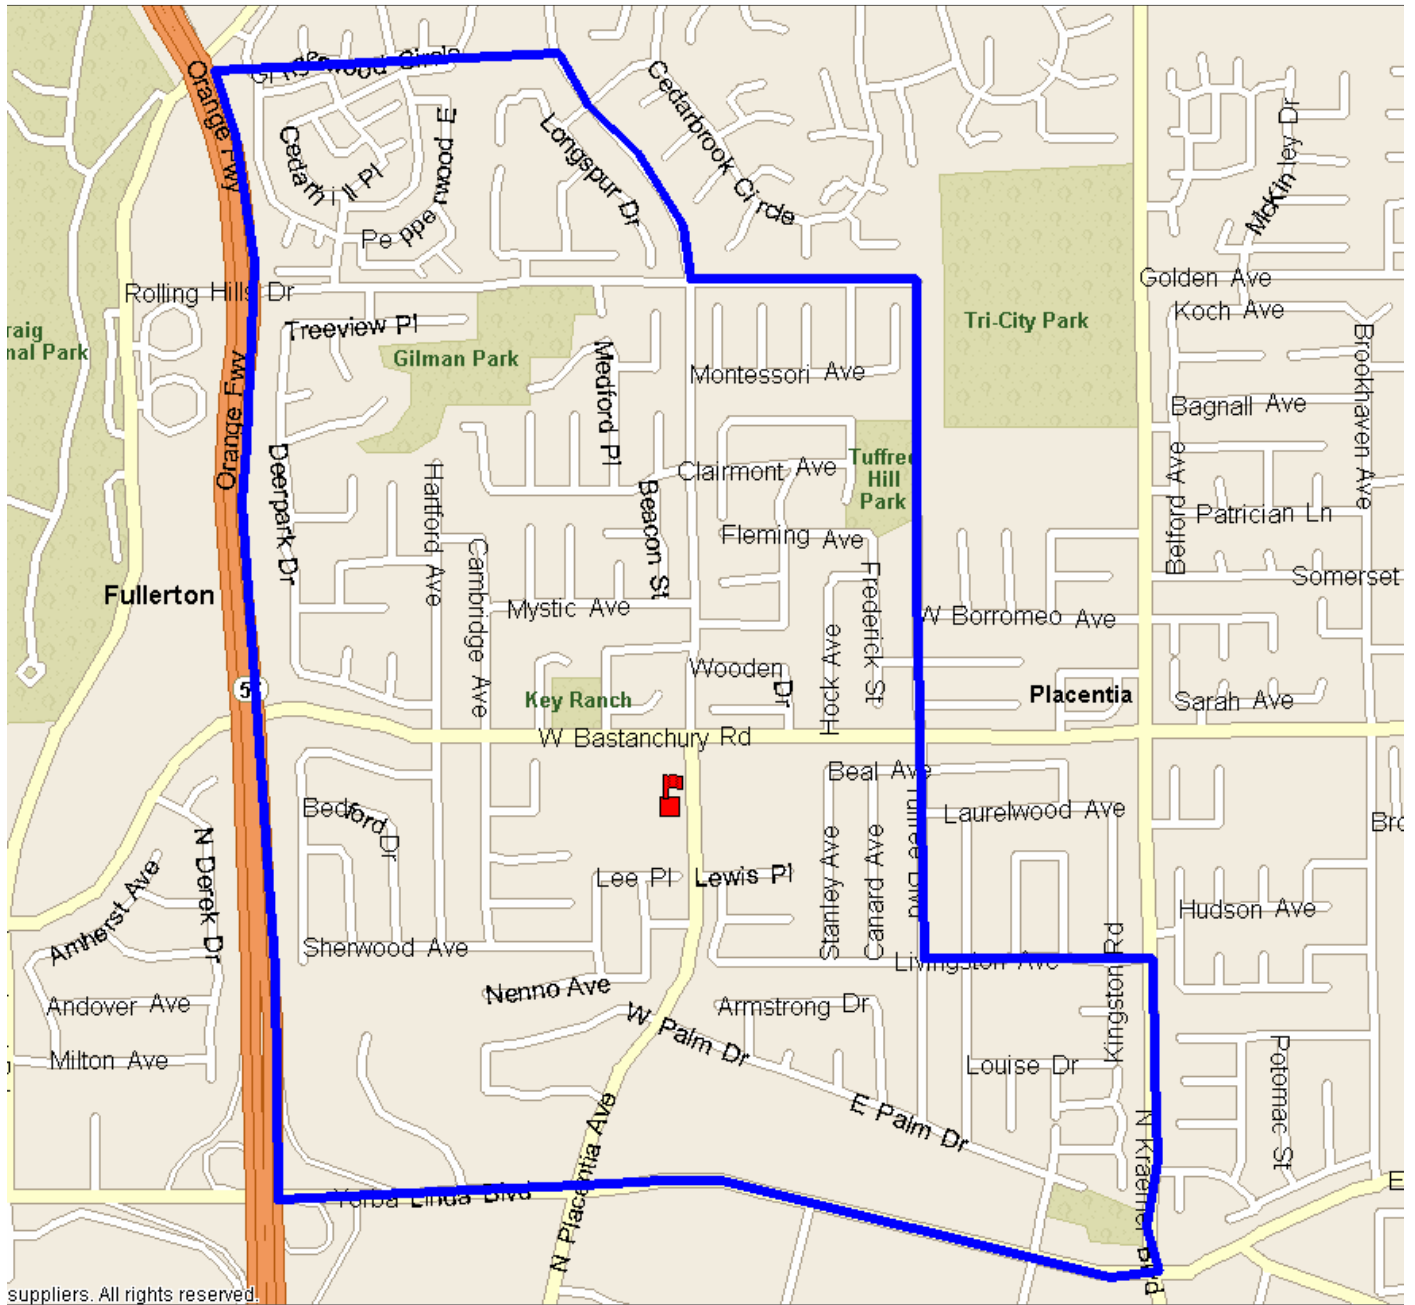 Cedarbrook Circle
Orange Fwy
Longspur Dr
McKinley Dr
Golden Ave
Rolling Hills Dr
Koch Ave
Treeview Pl
Tri-City Park
Gilman Park
Medford Pl
Montessori Ave
Brookhaven Ave
Orange Fwy
Bagnall Ave
Clairmont Ave
Hill
Park
Deerpark Dr
Hartford Ave
Beacon St
Belford Ave
Patrician Ln
Fleming Ave
Cambridge Ave
Frederick St
Somerset
Fullerton
Mystic Ave
W Borromeo Ave
Hock Ave
Wooden Dr
Key Ranch
Placentia
Sarah Ave
W Bastanchury Rd
Beal Ave
Bedford Dr
Laurelwood Ave
N Derek Dr
Stanley Ave
Canard Ave
Lee Pl
Lewis Pl
Amherst Ave
Hudson Ave
Sherwood Ave
Livingston Ave
Kingston Rd
Nenno Ave
Andover Ave
Armstrong Dr
W Palm Dr
Milton Ave
Louise Dr
Potomac St
E Palm Dr
N Placentia Ave
N Kraemer Blvd
Yorba Linda Blvd
E
suppliers. All rights reserved.